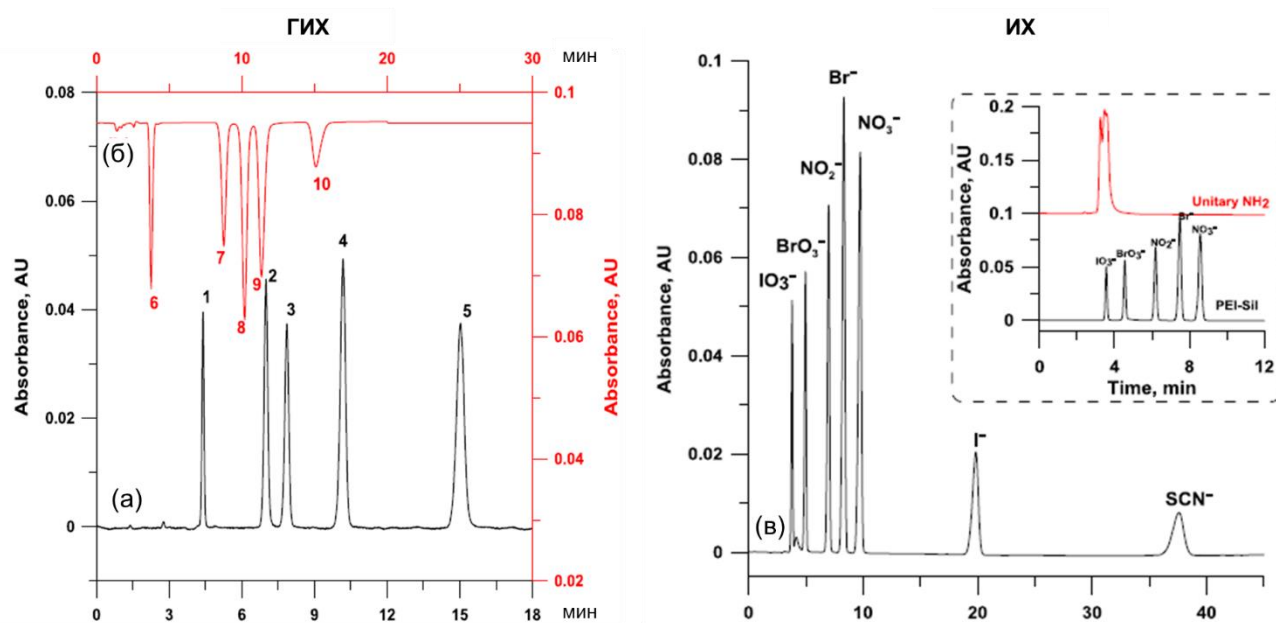 ГИХ
0 10 20 30 мин
0.08
0.06
0.04
0.02
0
Absorbance, AU
(б)
6
7
8
9
10
(а)
1
2
3
4
5
0.1
0.08
0.06
0.04
0.02
Absorbance, AU
0 3 6 9 12 15 18 мин
ИХ
0.1
0.08
0.06
0.04
0.02
0
Absorbance, AU
(в)
IO₃⁻
BrO₃⁻
NO₂⁻
Br⁻
NO₃⁻
I⁻
SCN⁻
0 10 20 30 40
0.2
0.15
0.1
0.05
0
Absorbance, AU
Unitary NH₂
IO₃⁻
BrO₃⁻
NO₂⁻
Br⁻
NO₃⁻
PEI-Sil
0 4 8 12
Time, min